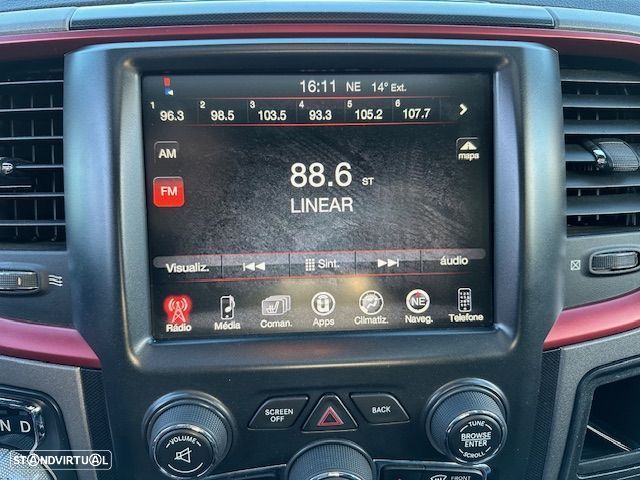 16:11 NE 14° Ext.
1 96.3 2 98.5 3 103.5 4 93.3 5 105.2 6 107.7
AM
mapa
FM
88.6 ST
LINEAR
Visualiz. Sint. áudio
Rádio Média Coman. Apps Climatiz. NE Naveg. Telefone
SCREEN OFF
BACK
VOLUME
TUNE
BROWSE
ENTER
SCROLL
N D
FRONT
STANDVIRTUAL